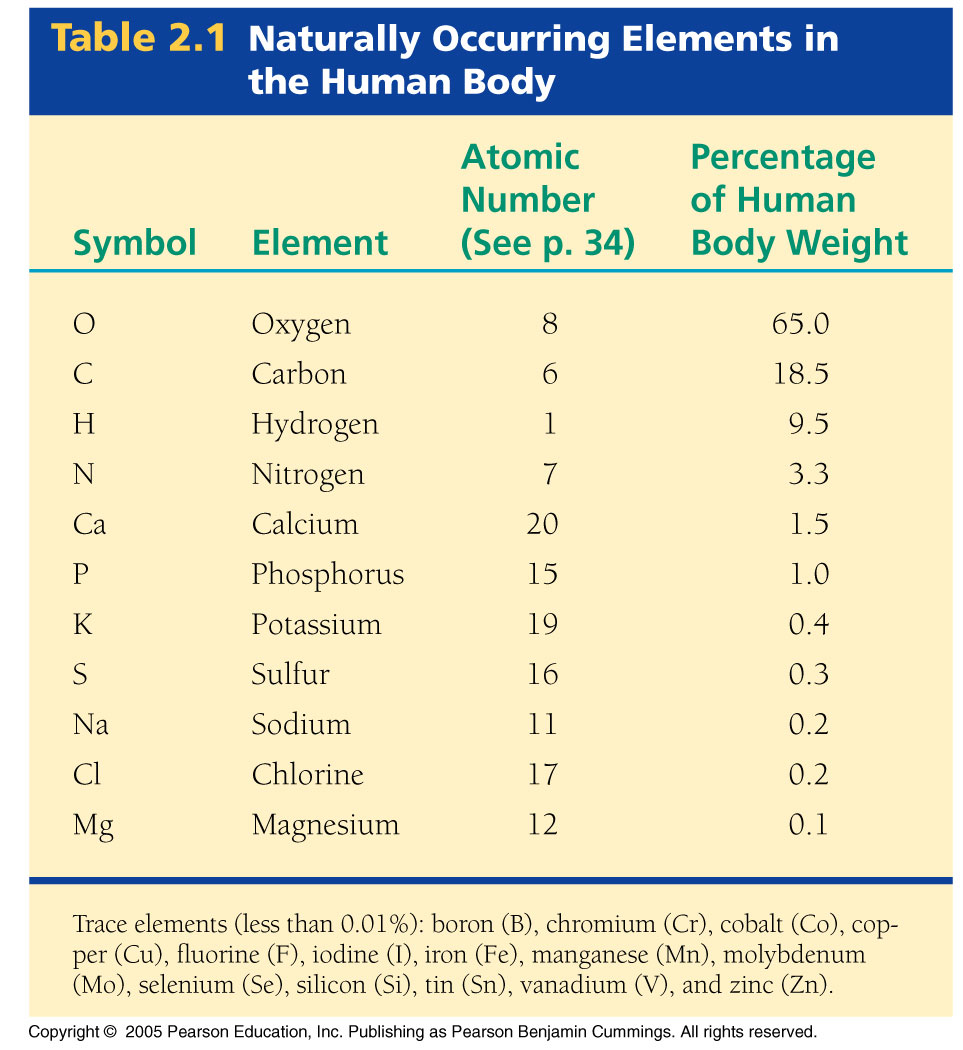 Table 2.1 Naturally Occurring Elements in
the Human Body
Atomic Percentage
Number of Human
Symbol Element (See p. 34) Body Weight
O Oxygen 8 65.0
C Carbon 6 18.5
H Hydrogen 1 9.5
N Nitrogen 7 3.3
Ca Calcium 20 1.5
P Phosphorus 15 1.0
K Potassium 19 0.4
S Sulfur 16 0.3
Na Sodium 11 0.2
Cl Chlorine 17 0.2
Mg Magnesium 12 0.1
Trace elements (less than 0.01%): boron (B), chromium (Cr), cobalt (Co), cop-
per (Cu), fluorine (F), iodine (I), iron (Fe), manganese (Mn), molybdenum
(Mo), selenium (Se), silicon (Si), tin (Sn), vanadium (V), and zinc (Zn).
Copyright © 2005 Pearson Education, Inc. Publishing as Pearson Benjamin Cummings. All rights reserved.